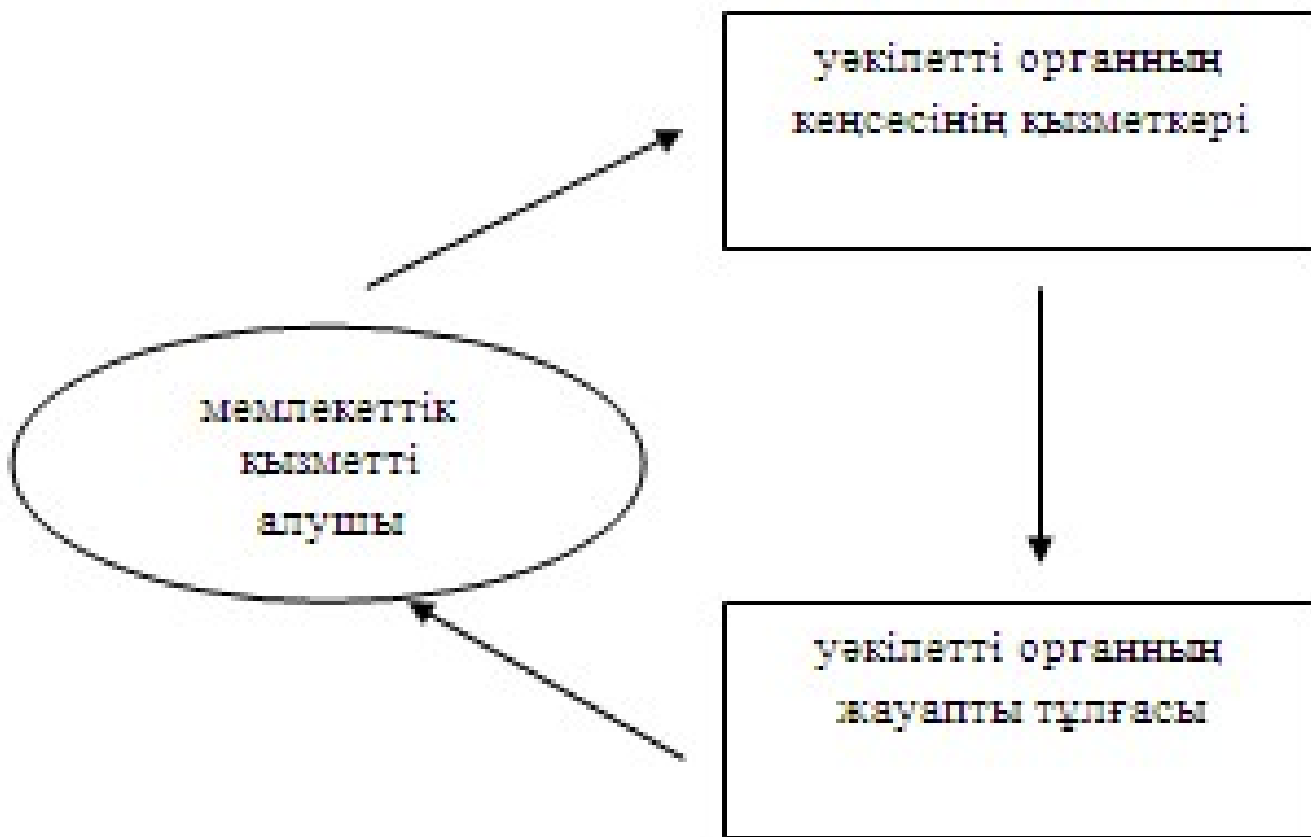 уәкілетті органның
кеңсесінің қызметкері
мемлекеттік
қызметті
алушы
уәкілетті органның
жауапты тұлғасы